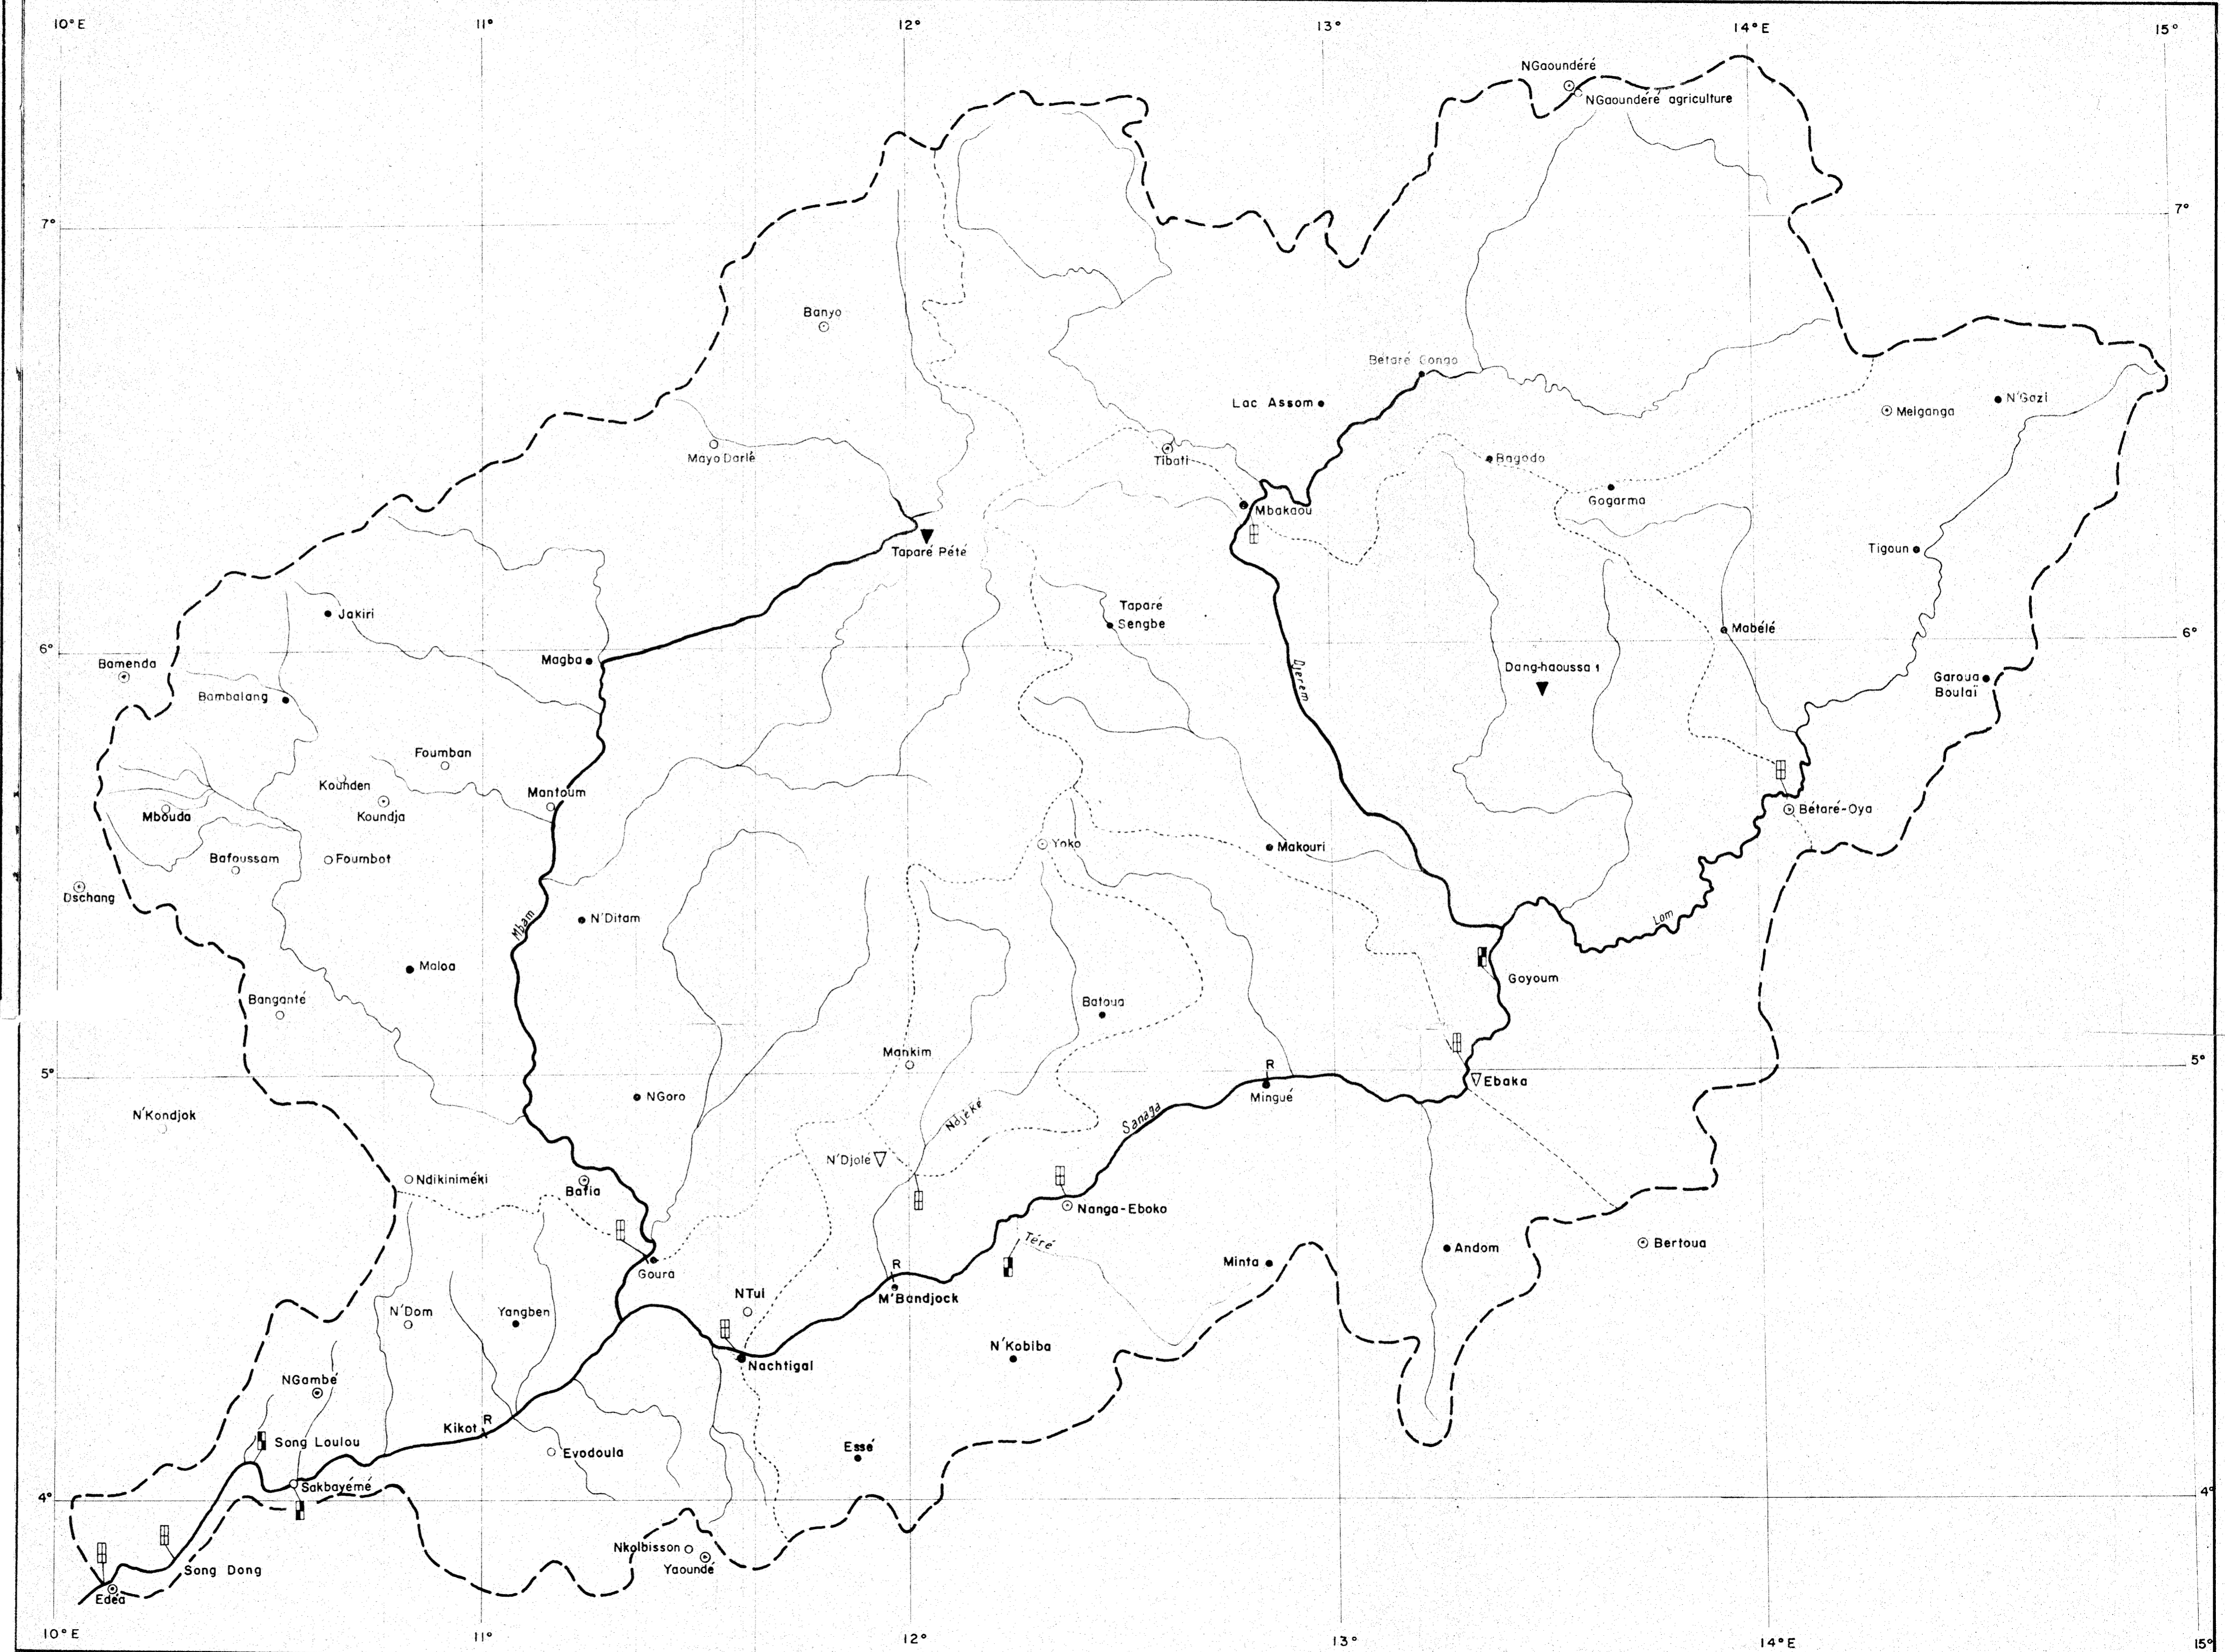 10° E
11°
12°
13°
14° E
15°
NGaoundéré
NGaoundéré agriculture
7°
7°
Banyo
Bétaré Gongo
Lac Assom
N'Gazi
Meiganga
Mayo Darlé
Tibati
Bagodo
Gogarma
Mbakaou
Taparé Pété
Tigoun
Jakiri
Taparé
Sengbe
Mabélé
6°
6°
Bamenda
Magba
Djerem
Dang-haoussa 1
Garoua
Boulaï
Bambalang
Foumban
Kounden
Mantoum
Koundja
Mbouda
Bétaré-Oya
Bafoussam
Foumbot
Yoko
Makouri
Dschang
Mbam
N'Ditam
Lom
Maloa
Goyoum
Banganté
Batoua
Mankim
5°
5°
R
Ebaka
NGoro
Mingué
N'Kondjok
Ndjéké
Sanaga
N'Djolé
Ndikiniméki
Bafia
Nanga-Eboko
Téré
Bertoua
Andom
Minta
Goura
R
M'Bandjock
NTui
N'Dom
Yangben
N'Kobiba
Nachtigal
NGambé
R
Kikot
Song Loulou
Evodoula
Essé
Sakbayémé
4°
4°
Nkolbisson
Yaoundé
Song Dong
Edéa
10° E
11°
12°
13°
14° E
15°